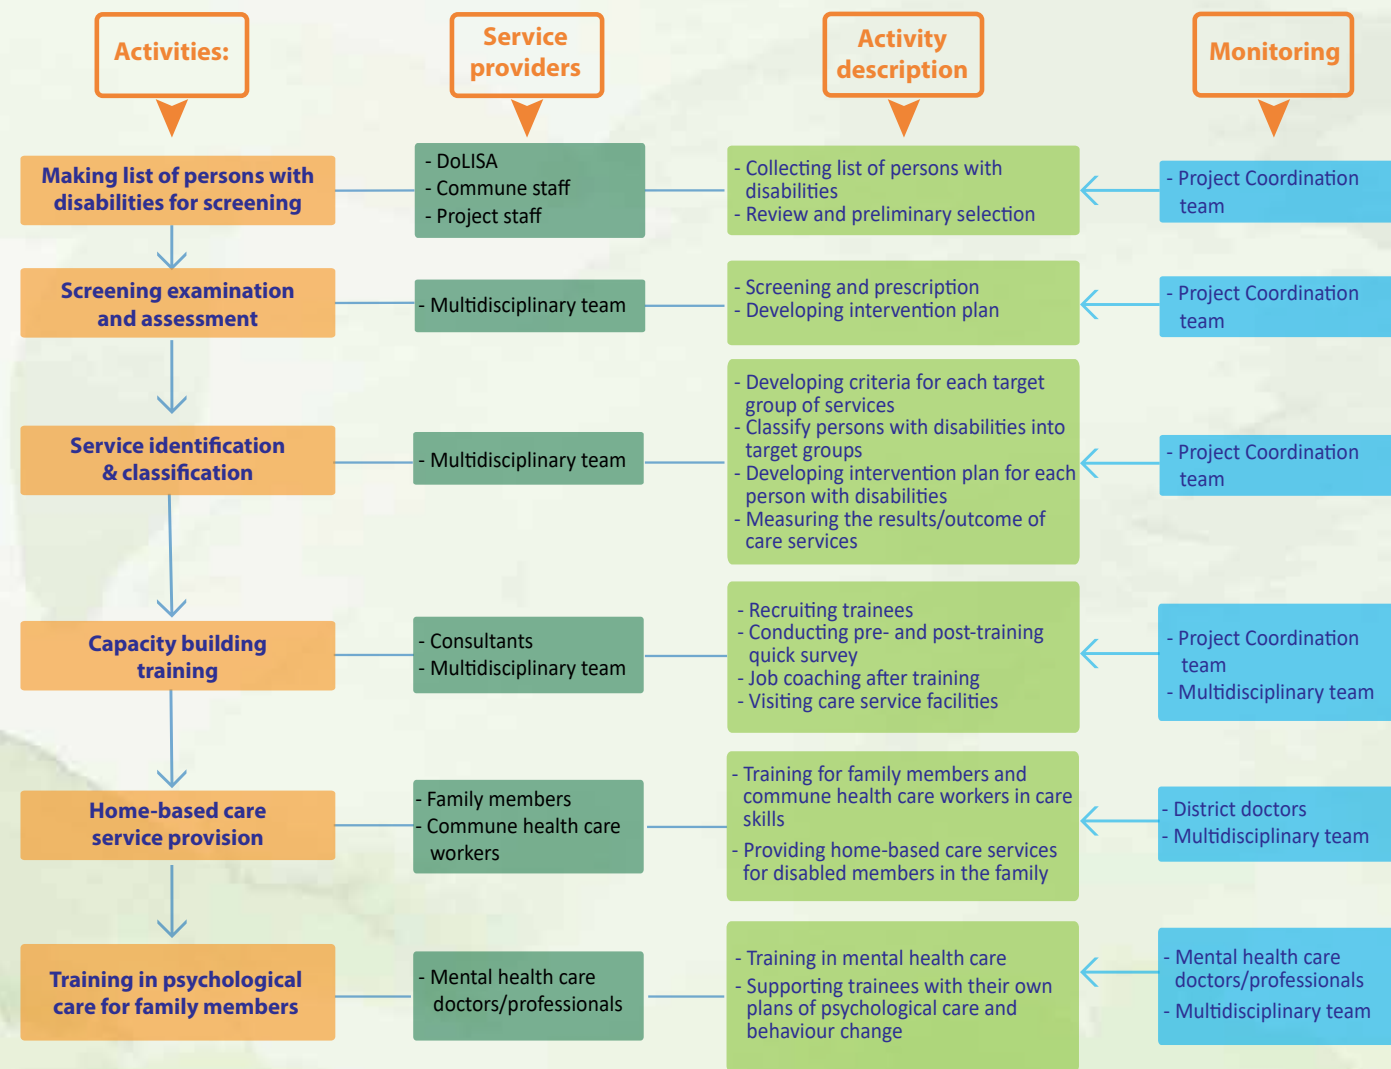 Activities:
Service
providers
Activity
description
Monitoring
Making list of persons with
disabilities for screening
- DoLISA
- Commune staff
- Project staff
- Collecting list of persons with
disabilities
- Review and preliminary selection
- Project Coordination
team
Screening examination
and assessment
- Multidisciplinary team
- Screening and prescription
- Developing intervention plan
- Project Coordination
team
Service identification
& classification
- Multidisciplinary team
- Developing criteria for each target
group of services
- Classify persons with disabilities into
target groups
- Developing intervention plan for each
person with disabilities
- Measuring the results/outcome of
care services
- Project Coordination
team
Capacity building
training
- Consultants
- Multidisciplinary team
- Recruiting trainees
- Conducting pre- and post-training
quick survey
- Job coaching after training
- Visiting care service facilities
- Project Coordination
team
- Multidisciplinary team
Home-based care
service provision
- Family members
- Commune health care
workers
- Training for family members and
commune health care workers in care
skills
- Providing home-based care services
for disabled members in the family
- District doctors
- Multidisciplinary team
Training in psychological
care for family members
- Mental health care
doctors/professionals
- Training in mental health care
- Supporting trainees with their own
plans of psychological care and
behaviour change
- Mental health care
doctors/professionals
- Multidisciplinary team